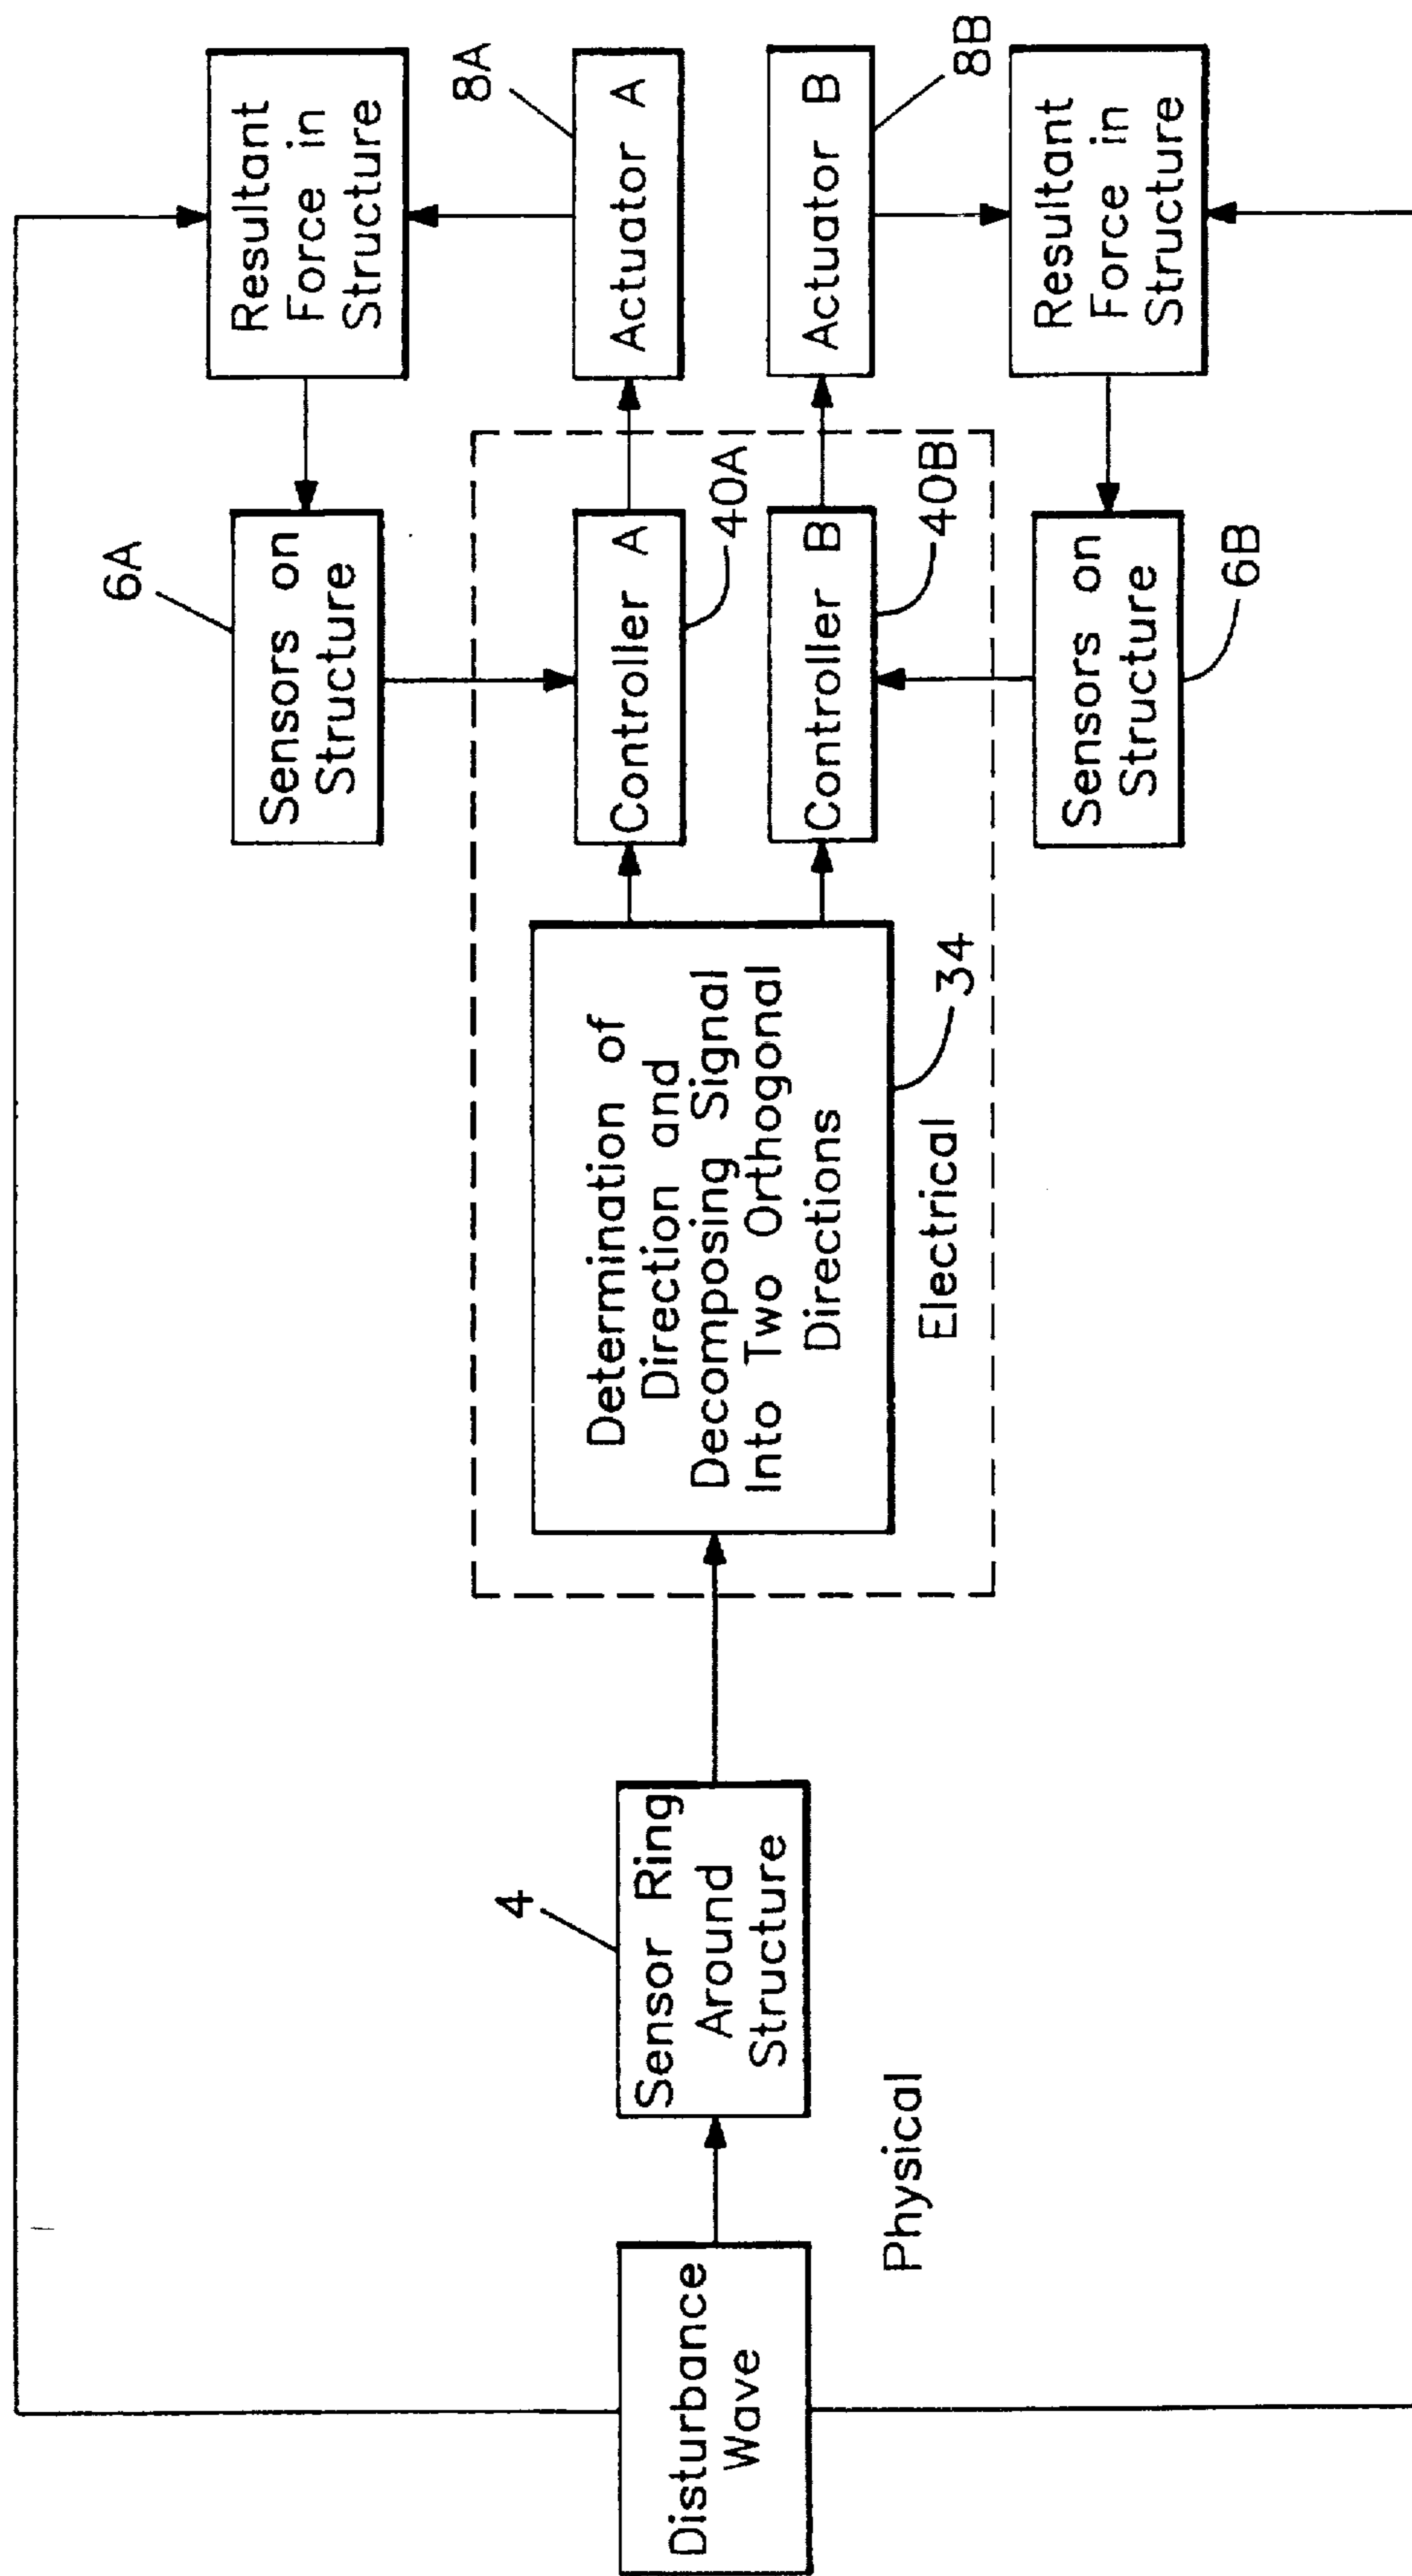 6A
Sensors on
Structure
Resultant
Force in
Structure
8A
Actuator A
Controller A
40A
Disturbance
Wave
4
Sensor Ring
Around
Structure
Determination of
Direction and
Decomposing Signal
Into Two Orthogonal
Directions
34
Controller B
40B
Actuator B
8B
Physical
Electrical
Sensors on
Structure
6B
Resultant
Force in
Structure